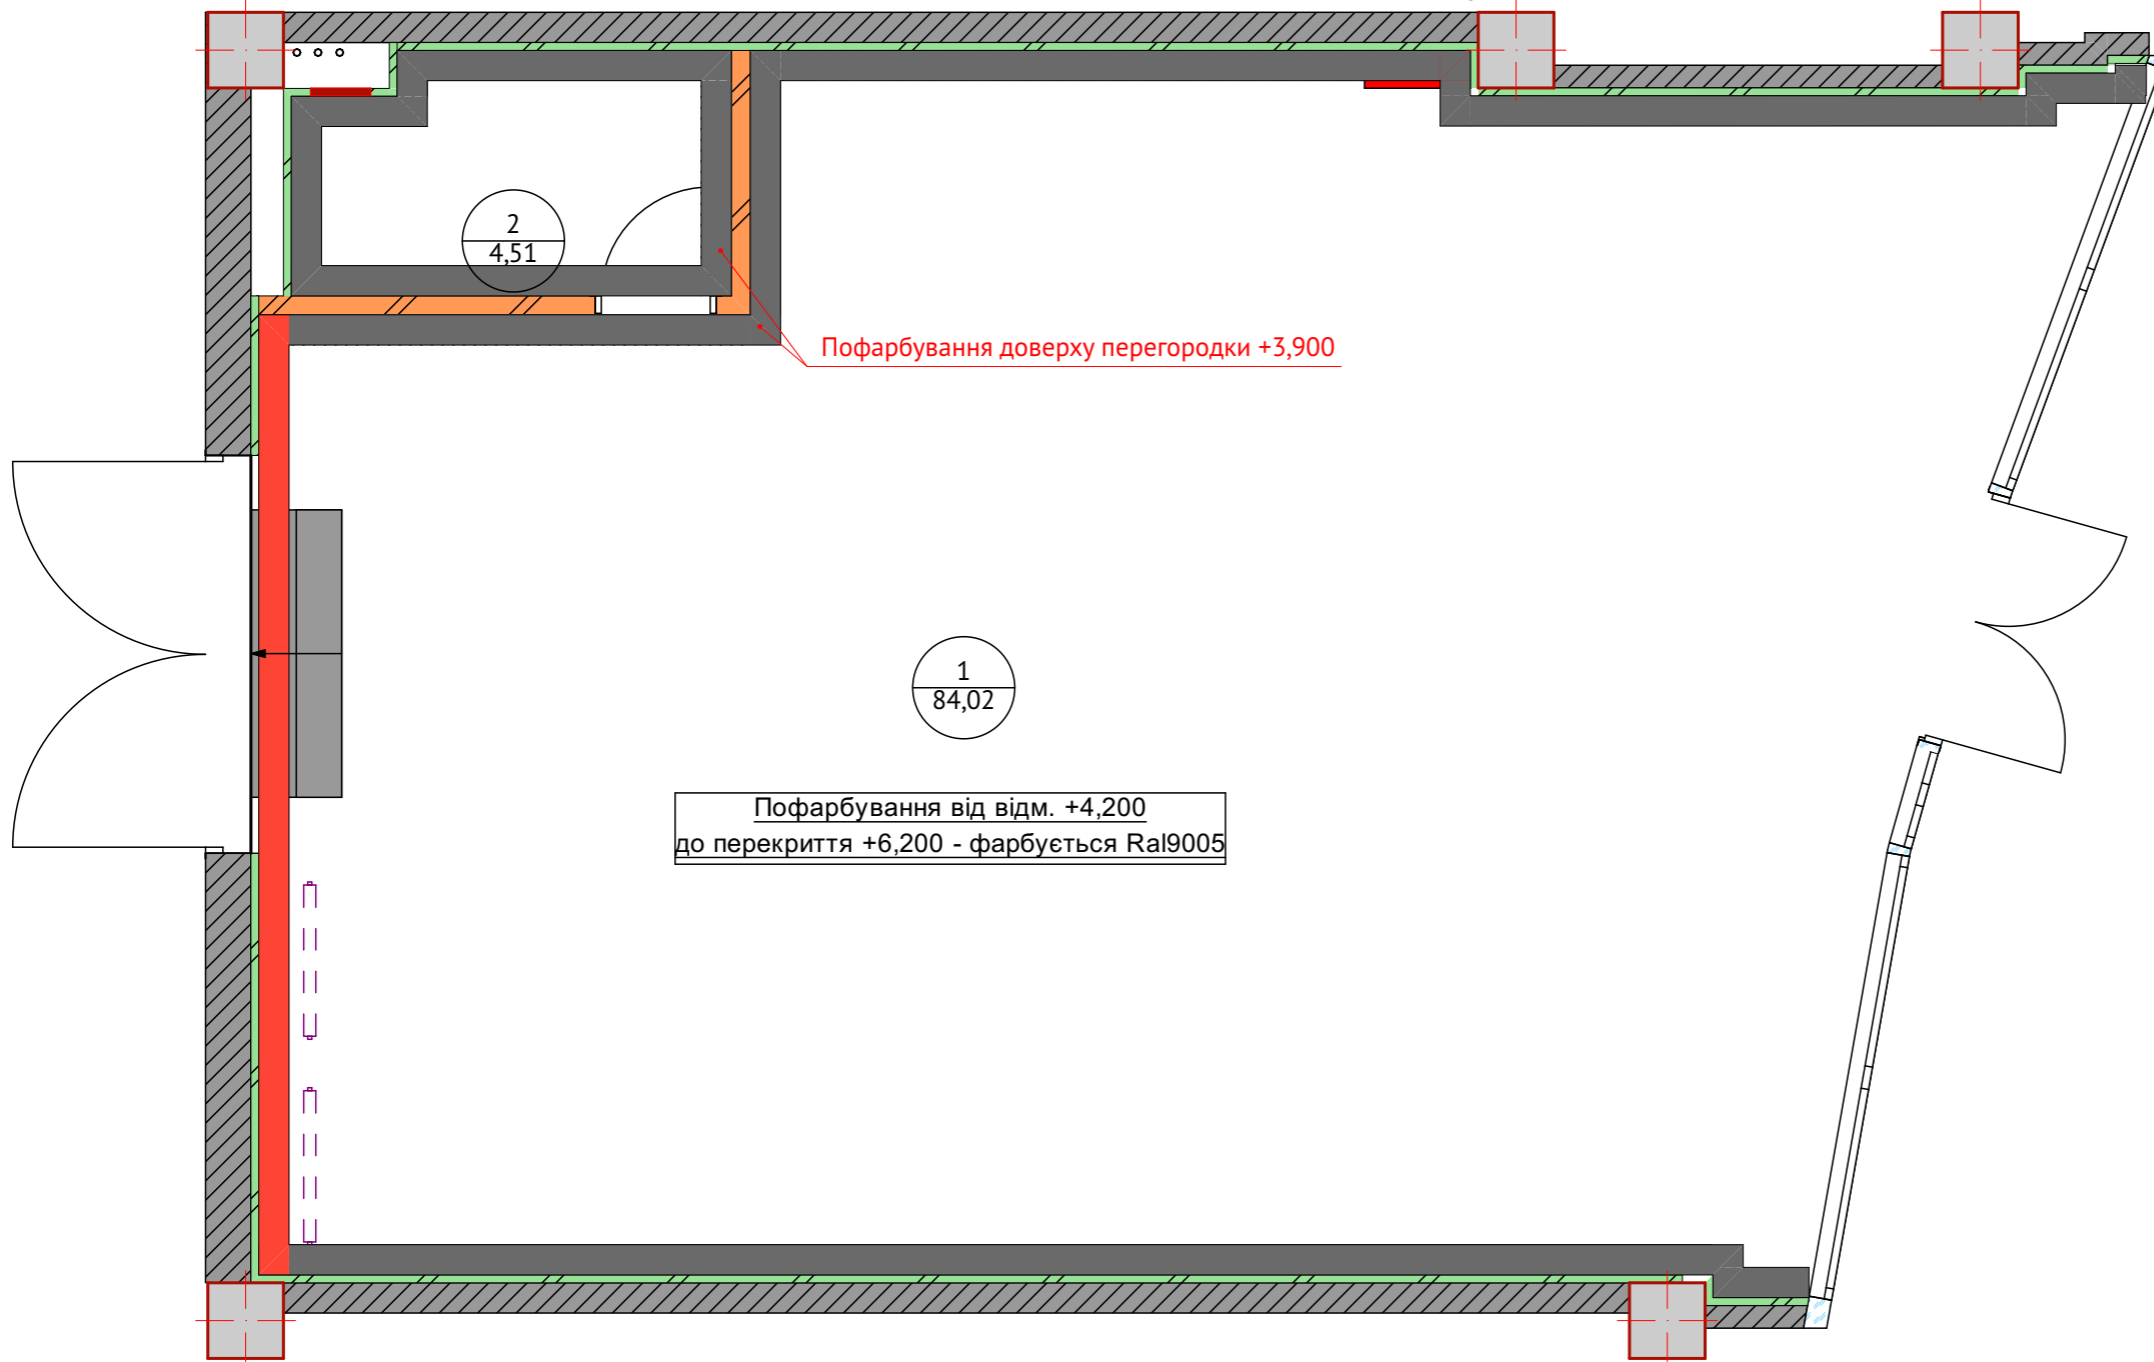 2
4,51
Пофарбування доверху перегородки +3,900
1
84,02
Пофарбування від відм. +4,200
до перекриття +6,200 - фарбується Ral9005